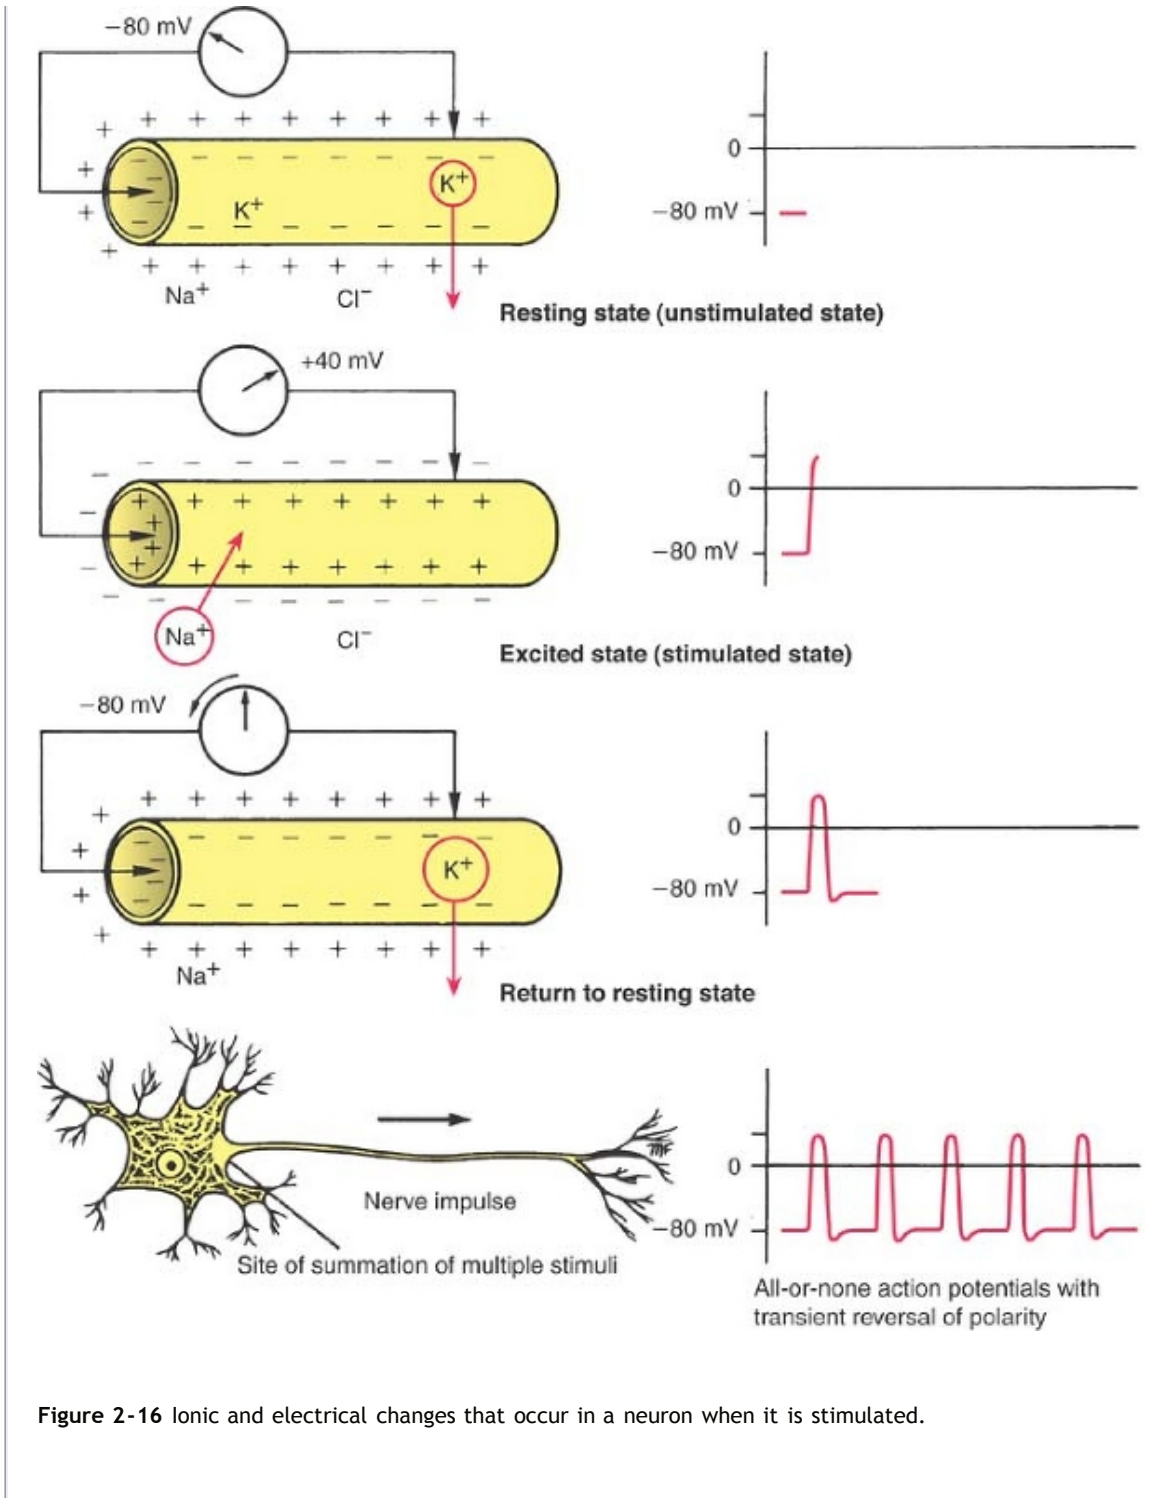 −80 mV
0
K+
K+
−80 mV
Na+
Cl−
Resting state (unstimulated state)
+40 mV
0
−80 mV
Na+
Cl−
Excited state (stimulated state)
−80 mV
0
K+
−80 mV
Na+
Return to resting state
0
Nerve impulse
−80 mV
Site of summation of multiple stimuli
All-or-none action potentials with
transient reversal of polarity
Figure 2-16 Ionic and electrical changes that occur in a neuron when it is stimulated.